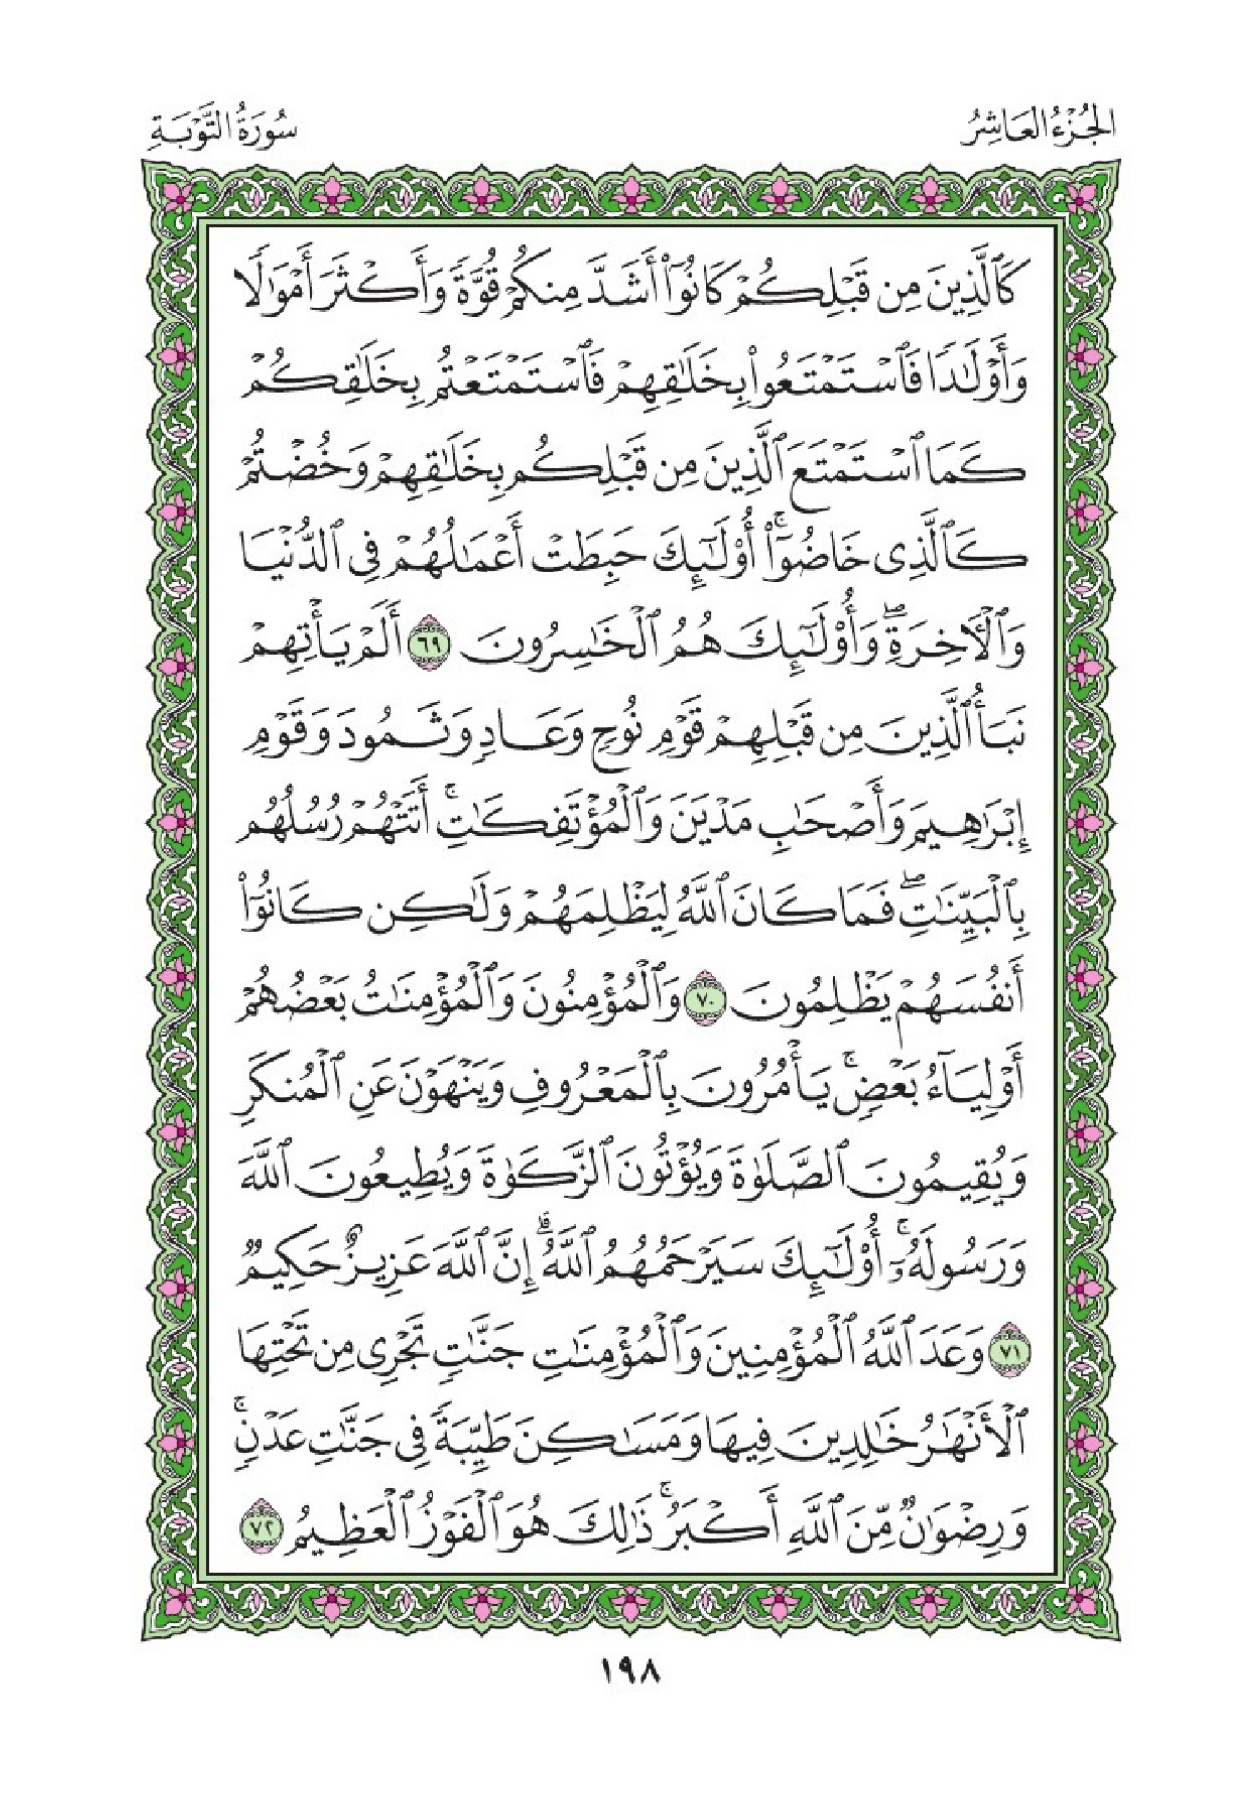 الجُزْءُ العَاشِرُ
سُورَةُ التَّوْبَةِ
كَٱلَّذِينَ مِن قَبْلِكُمْ كَانُوٓا۟ أَشَدَّ مِنكُمْ قُوَّةً وَأَكْثَرَ أَمْوَٰلًا
وَأَوْلَٰدًا فَٱسْتَمْتَعُوا۟ بِخَلَٰقِهِمْ فَٱسْتَمْتَعْتُم بِخَلَٰقِكُمْ
كَمَا ٱسْتَمْتَعَ ٱلَّذِينَ مِن قَبْلِكُم بِخَلَٰقِهِمْ وَخُضْتُمْ
كَٱلَّذِى خَاضُوٓا۟ ۚ أُو۟لَٰٓئِكَ حَبِطَتْ أَعْمَٰلُهُمْ فِى ٱلدُّنْيَا
وَٱلْـَٔاخِرَةِ ۖ وَأُو۟لَٰٓئِكَ هُمُ ٱلْخَٰسِرُونَ ٦٩ أَلَمْ يَأْتِهِمْ
نَبَأُ ٱلَّذِينَ مِن قَبْلِهِمْ قَوْمِ نُوحٍ وَعَادٍ وَثَمُودَ وَقَوْمِ
إِبْرَٰهِيمَ وَأَصْحَٰبِ مَدْيَنَ وَٱلْمُؤْتَفِكَٰتِ ۚ أَتَتْهُمْ رُسُلُهُم
بِٱلْبَيِّنَٰتِ ۖ فَمَا كَانَ ٱللَّهُ لِيَظْلِمَهُمْ وَلَٰكِن كَانُوٓا۟
أَنفُسَهُمْ يَظْلِمُونَ ٧٠ وَٱلْمُؤْمِنُونَ وَٱلْمُؤْمِنَٰتُ بَعْضُهُمْ
أَوْلِيَآءُ بَعْضٍ ۚ يَأْمُرُونَ بِٱلْمَعْرُوفِ وَيَنْهَوْنَ عَنِ ٱلْمُنكَرِ
وَيُقِيمُونَ ٱلصَّلَوٰةَ وَيُؤْتُونَ ٱلزَّكَوٰةَ وَيُطِيعُونَ ٱللَّهَ
وَرَسُولَهُۥٓ ۚ أُو۟لَٰٓئِكَ سَيَرْحَمُهُمُ ٱللَّهُ ۗ إِنَّ ٱللَّهَ عَزِيزٌ حَكِيمٌ
٧١ وَعَدَ ٱللَّهُ ٱلْمُؤْمِنِينَ وَٱلْمُؤْمِنَٰتِ جَنَّٰتٍ تَجْرِى مِن تَحْتِهَا
ٱلْأَنْهَٰرُ خَٰلِدِينَ فِيهَا وَمَسَٰكِنَ طَيِّبَةً فِى جَنَّٰتِ عَدْنٍ ۚ
وَرِضْوَٰنٌ مِّنَ ٱللَّهِ أَكْبَرُ ۚ ذَٰلِكَ هُوَ ٱلْفَوْزُ ٱلْعَظِيمُ ٧٢
١٩٨